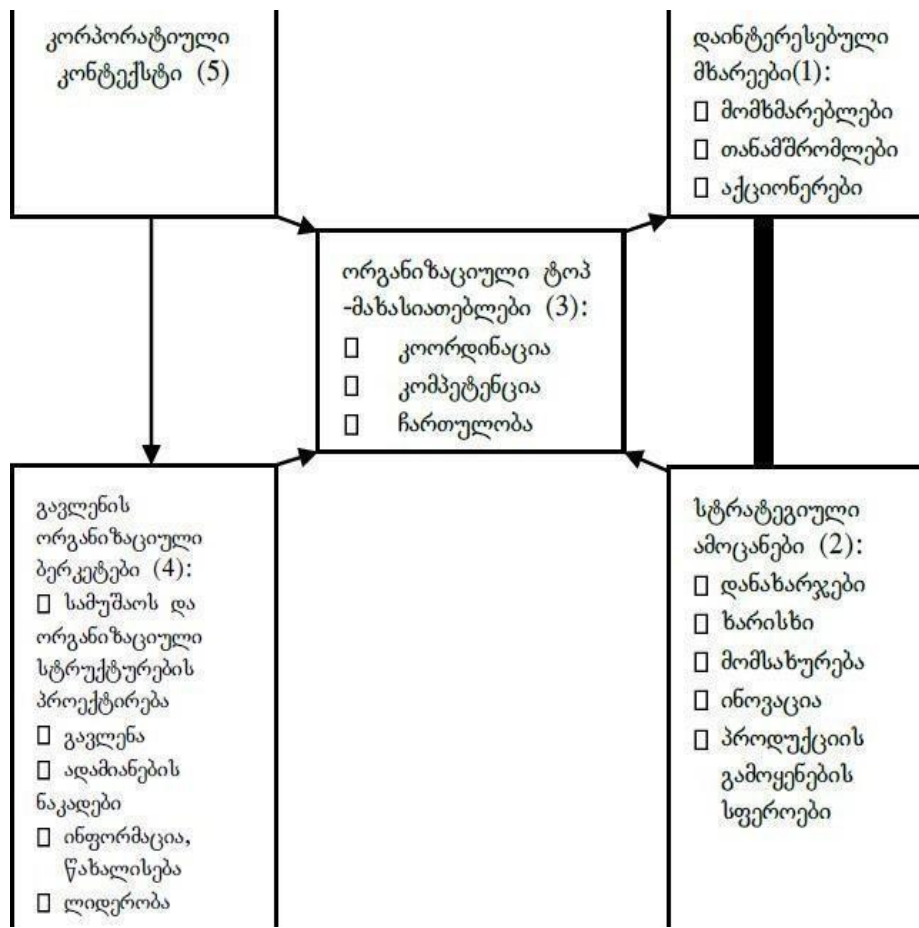 კორპორატიული
კონტექსტი (5)
დაინტერესებული
მხარეები(1):
მომხმარებლები
თანამშრომლები
აქციონერები
ორგანიზაციული ტოპ
-მახასიათებლები (3):
კოორდინაცია
კომპეტენცია
ჩართულობა
გავლენის
ორგანიზაციული
ბერკეტები (4):
სამუშაოს და
ორგანიზაციული
სტრუქტურების
პროექტირება
გავლენა
ადამიანების
ნაკადები
ინფორმაცია,
წახალისება
ლიდერობა
სტრატეგიული
ამოცანები (2):
დანახარჯები
ხარისხი
მომსახურება
ინოვაცია
პროდუქციის
გამოყენების
სფეროები